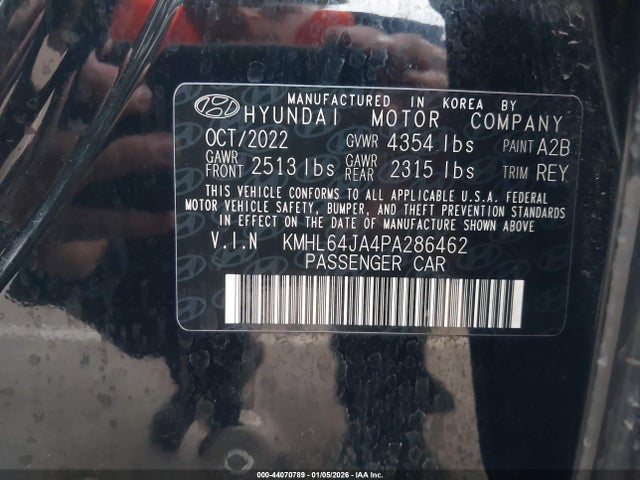 MANUFACTURED IN KOREA BY
HYUNDAI MOTOR COMPANY
OCT/2022 GVWR 4354 lbs PAINT A2B
GAWR FRONT 2513 lbs GAWR REAR 2315 lbs TRIM REY
THIS VEHICLE CONFORMS TO ALL APPLICABLE U.S.A. FEDERAL
MOTOR VEHICLE SAFETY, BUMPER, AND THEFT PREVENTION STANDARDS
IN EFFECT ON THE DATE OF MANUFACTURE SHOWN ABOVE
V.I.N KMHL64JA4PA286462
PASSENGER CAR
000-44070789 - 01/05/2026 - IAA Inc.